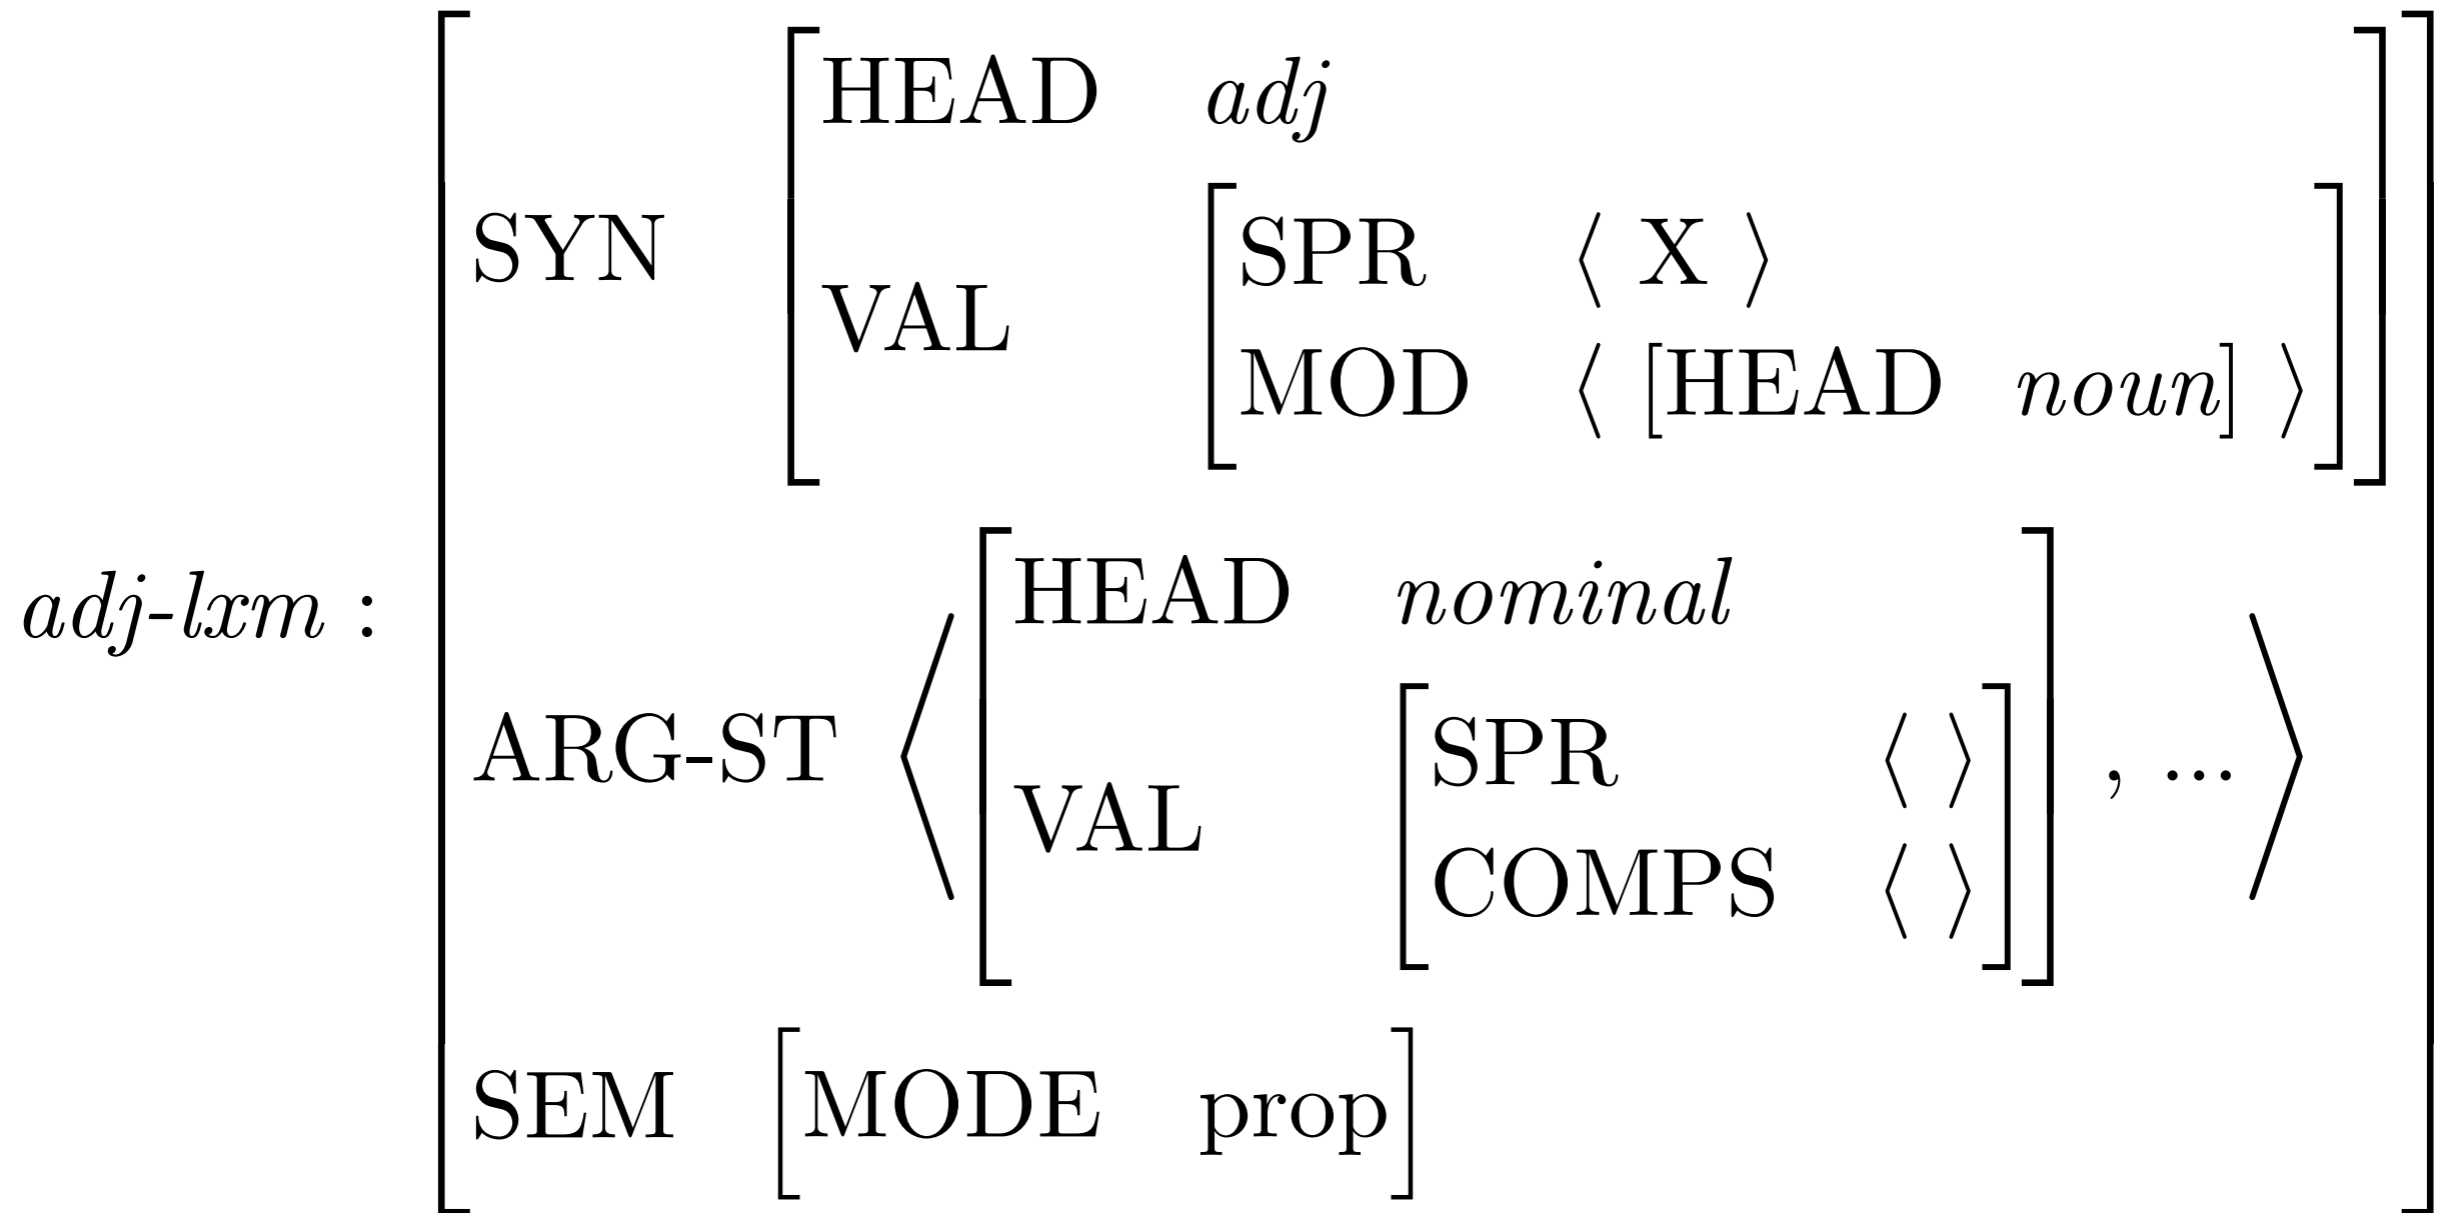 HEAD adj
SYN
SPR ⟨ X ⟩
VAL
MOD ⟨ [HEAD noun] ⟩
adj-lxm :
HEAD nominal
ARG-ST
SPR ⟨ ⟩
, ...
VAL
COMPS ⟨ ⟩
SEM [MODE prop]